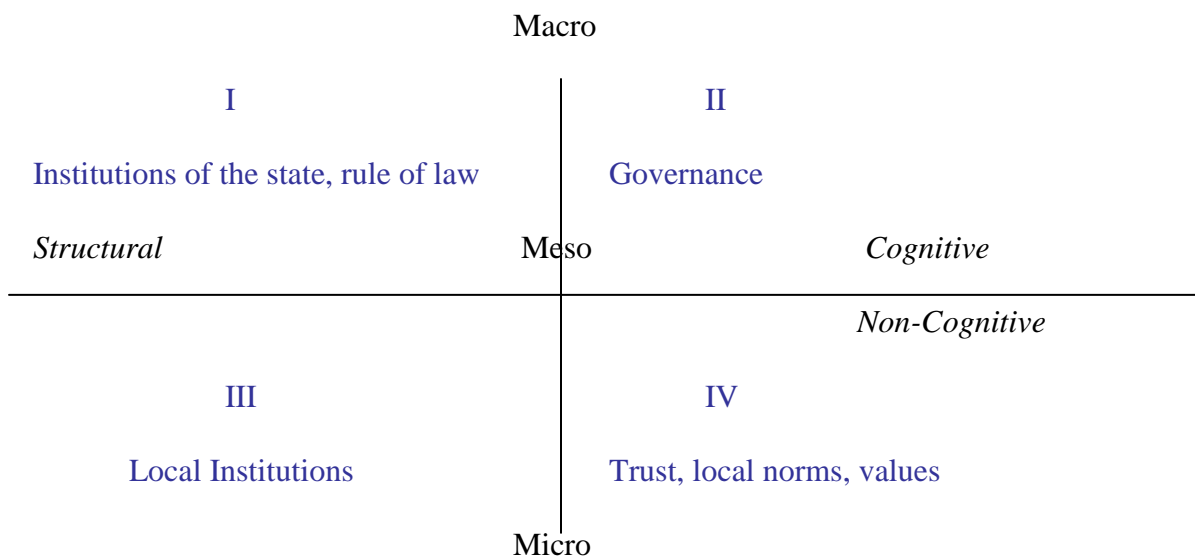 Macro
I II
Institutions of the state, rule of law Governance
Structural Meso Cognitive
Non-Cognitive
III IV
Local Institutions Trust, local norms, values
Micro